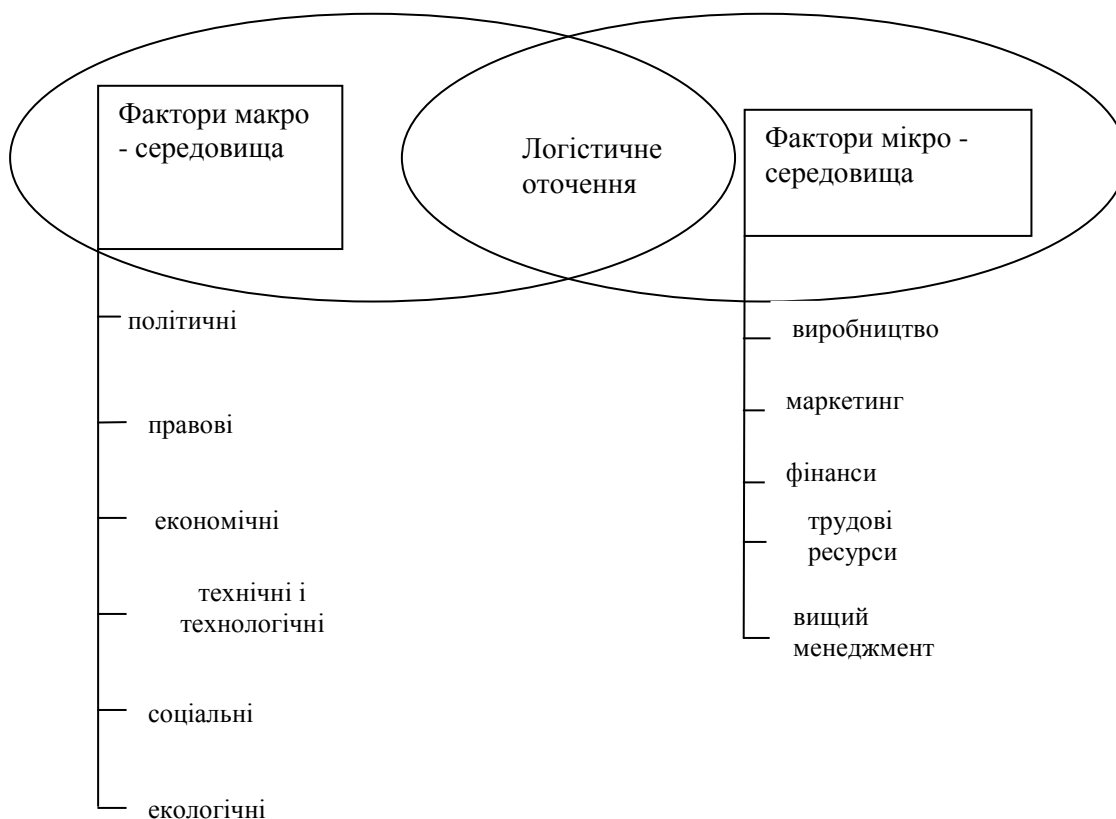 Фактори макро
- середовища
Логістичне
оточення
Фактори мікро -
середовища
політичні
правові
економічні
технічні і
технологічні
соціальні
екологічні
виробництво
маркетинг
фінанси
трудові
ресурси
вищий
менеджмент